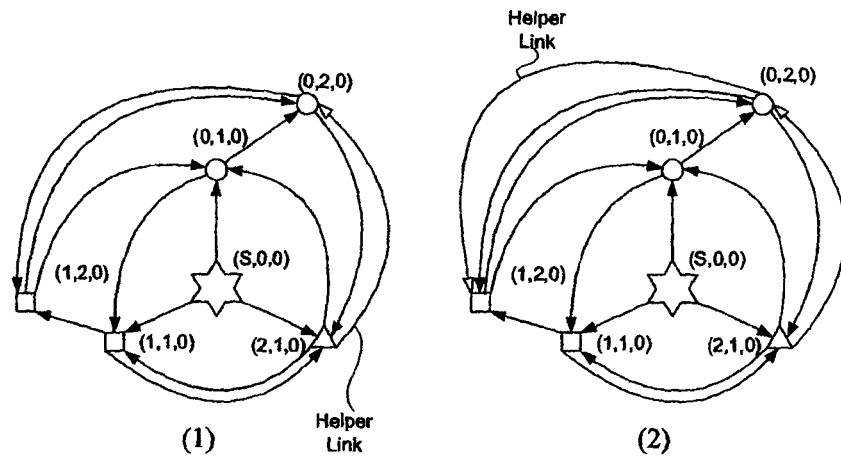 (0,2,0)
(0,1,0)
(S,0,0)
(1,2,0)
(1,1,0)
(2,1,0)
Helper
Link
(1)
Helper
Link
(0,2,0)
(0,1,0)
(S,0,0)
(1,2,0)
(1,1,0)
(2,1,0)
(2)